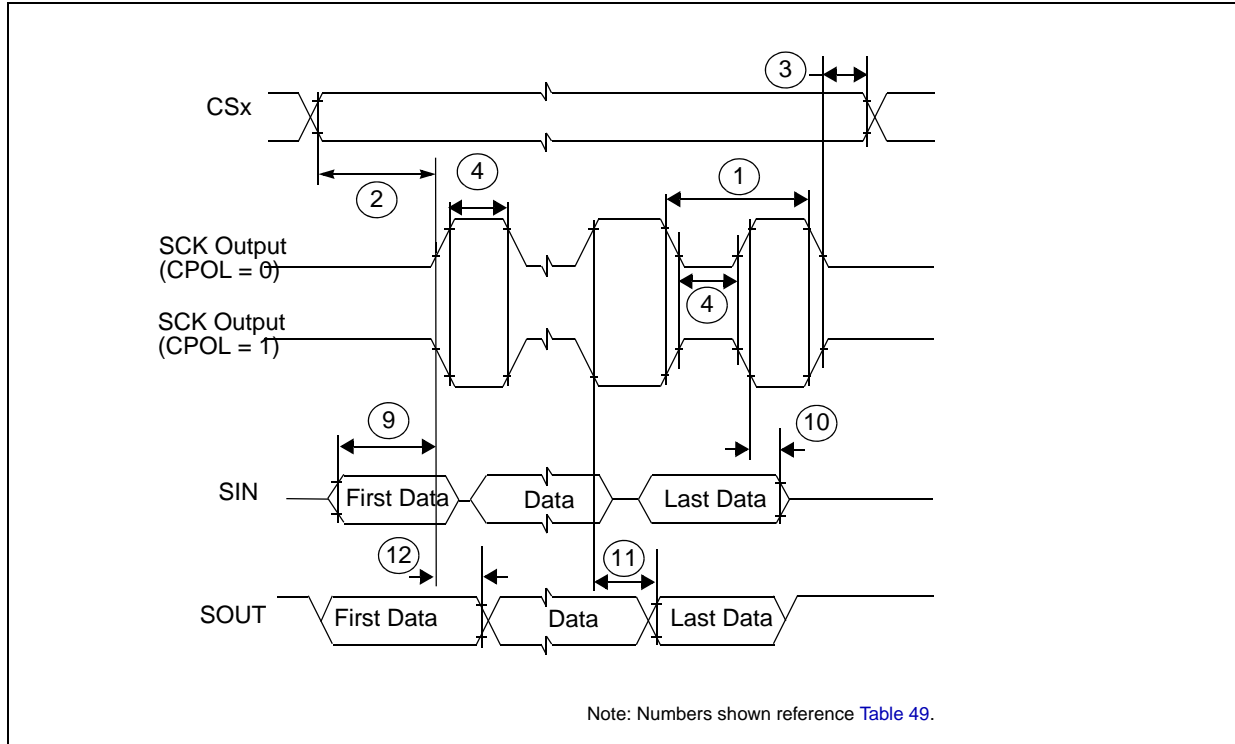 3
CSx
2
4
1
SCK Output
(CPOL = 0)
4
SCK Output
(CPOL = 1)
9
10
SIN
First Data
Data
Last Data
12
11
SOUT
First Data
Data
Last Data
Note: Numbers shown reference Table 49.